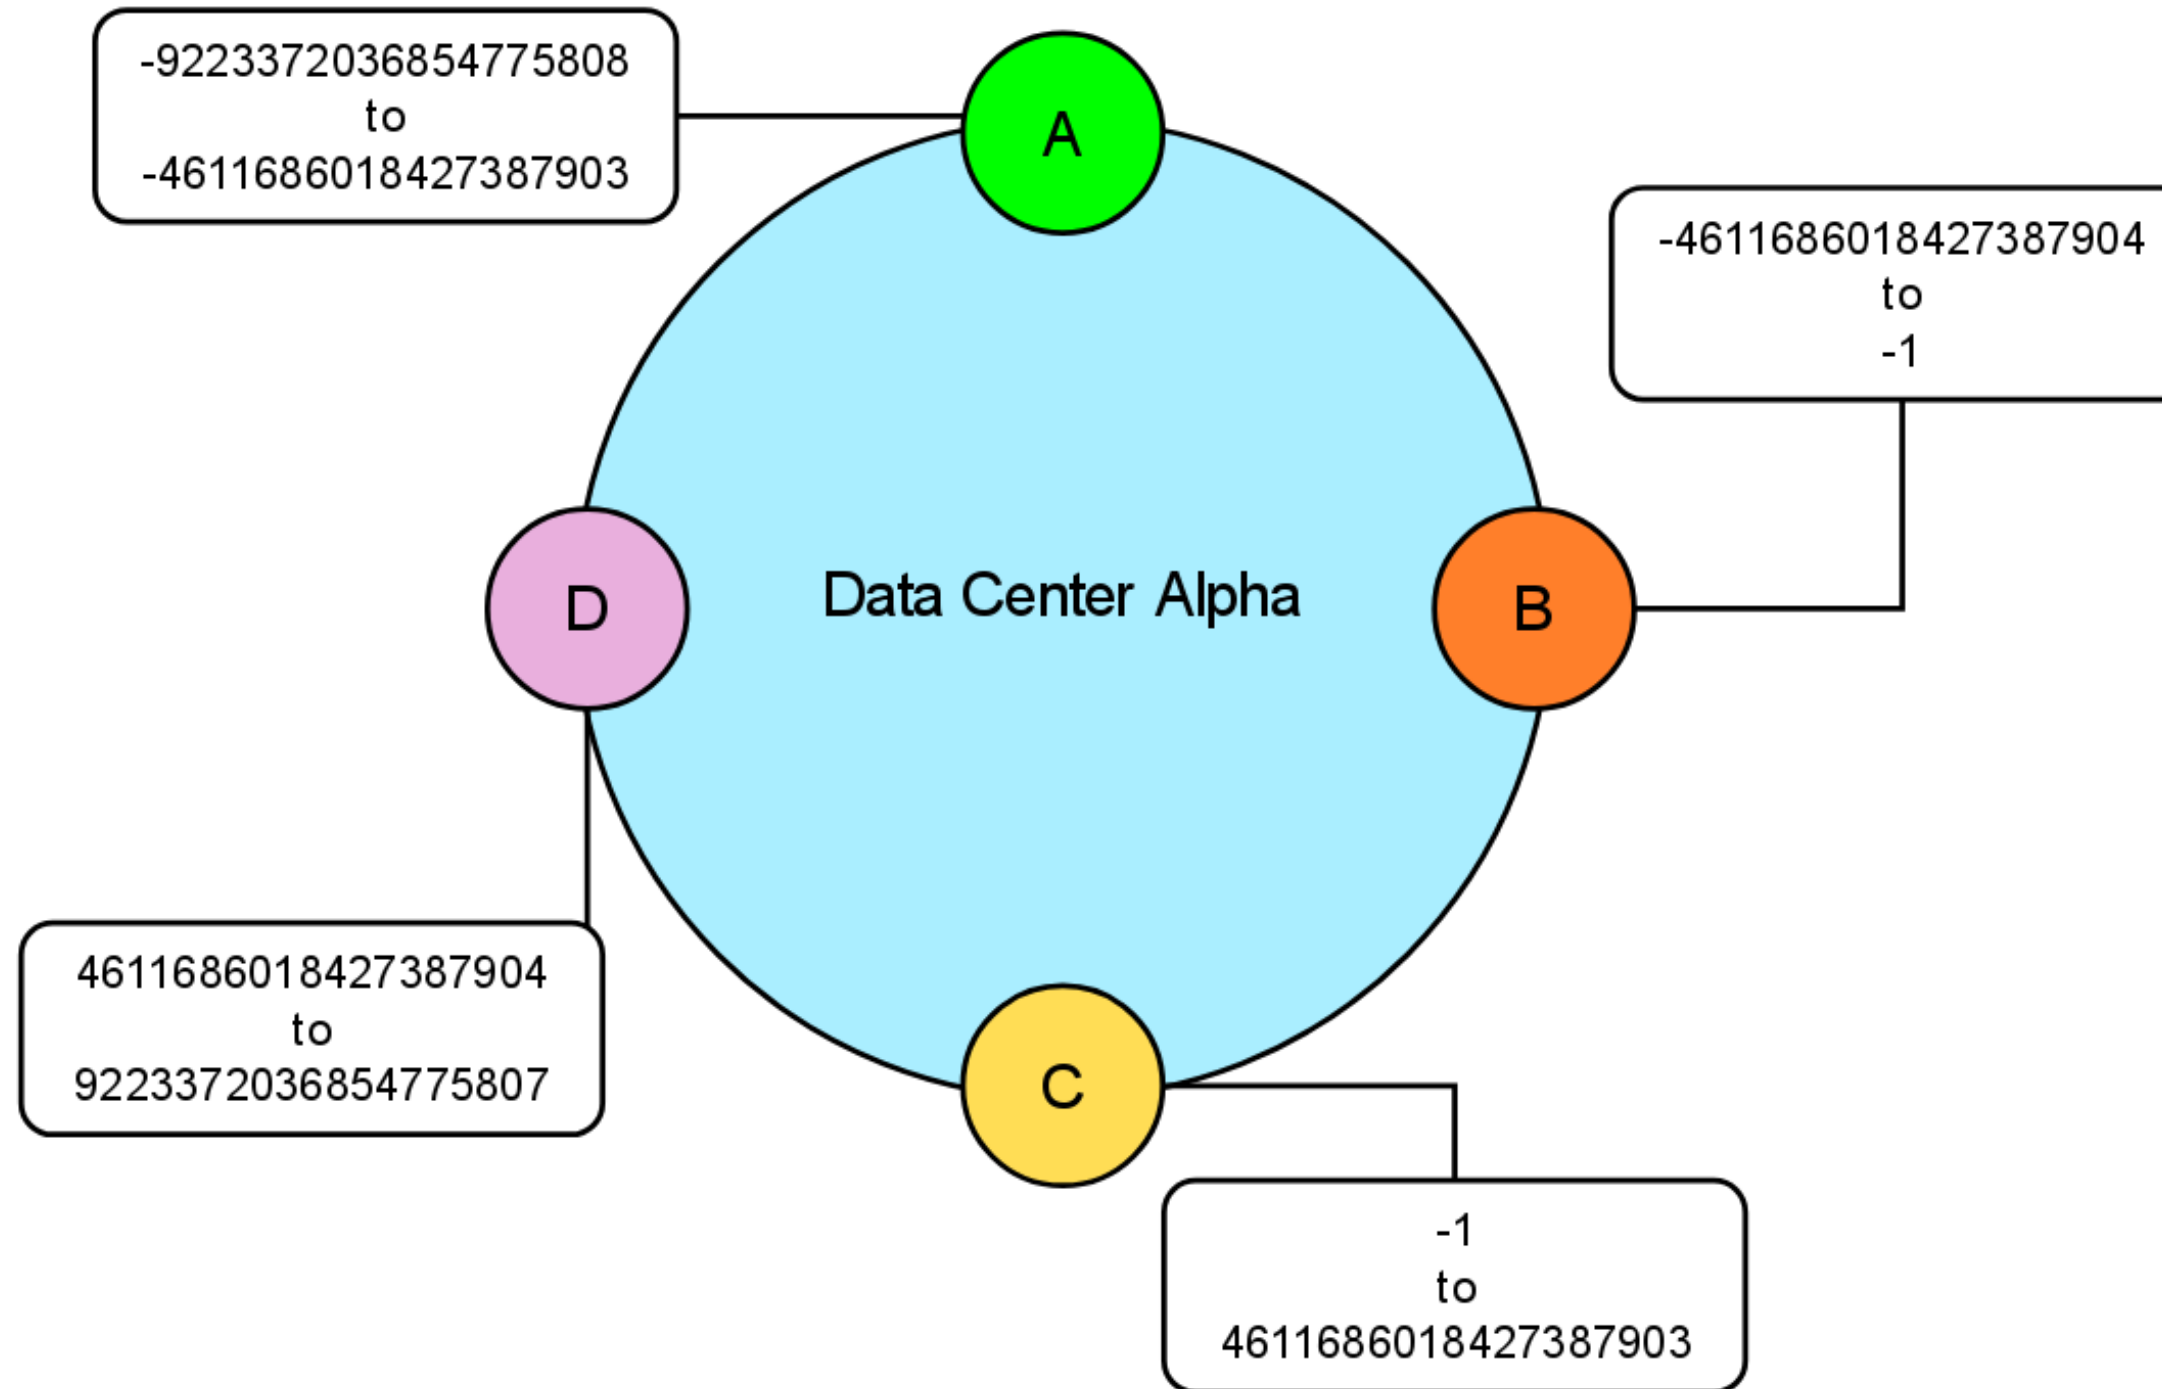 -9223372036854775808
to
-4611686018427387903
A
-4611686018427387904
to
-1
D
Data Center Alpha
B
4611686018427387904
to
9223372036854775807
C
-1
to
4611686018427387903